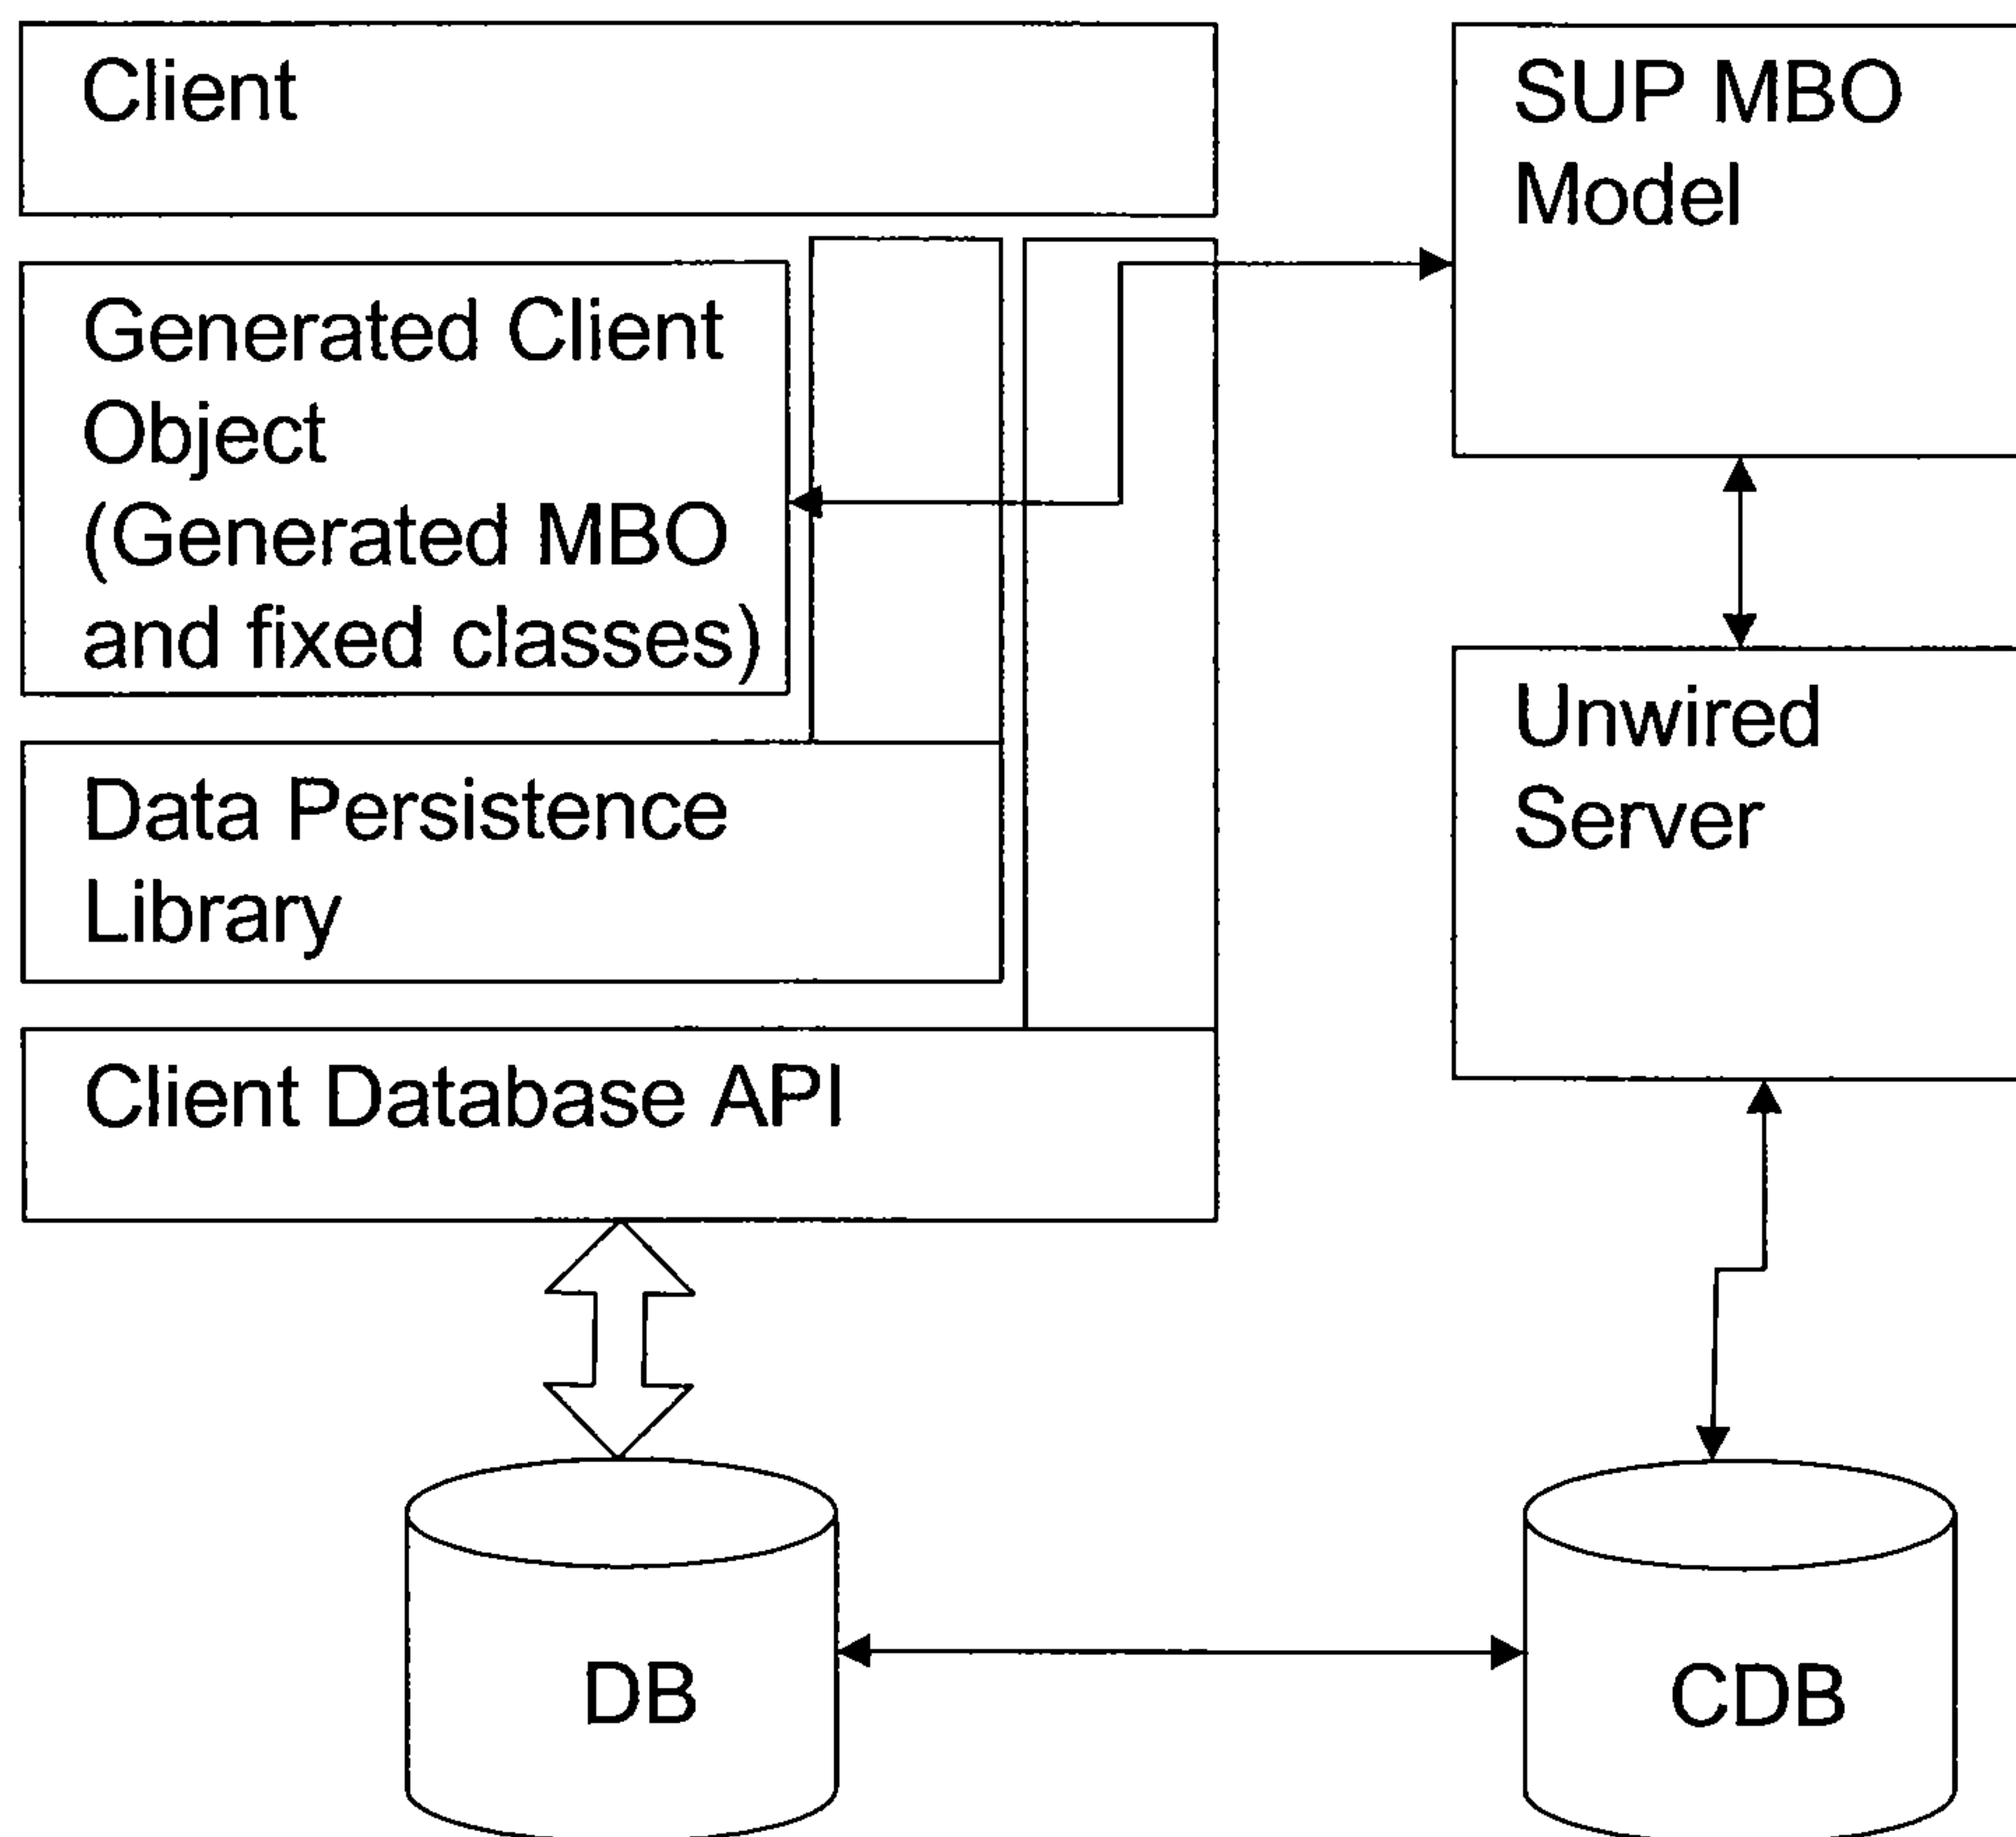 Client
Generated Client
Object
(Generated MBO
and fixed classes)
Data Persistence
Library
Client Database API
DB
SUP MBO
Model
Unwired
Server
CDB